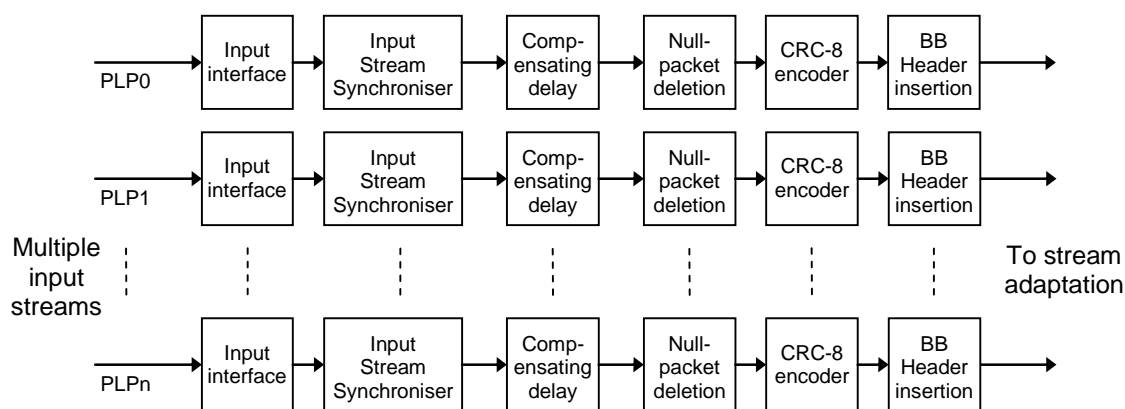 PLP0
Input
interface
Input
Stream
Synchroniser
Comp-
ensating
delay
Null-
packet
deletion
CRC-8
encoder
BB
Header
insertion
PLP1
Input
interface
Input
Stream
Synchroniser
Comp-
ensating
delay
Null-
packet
deletion
CRC-8
encoder
BB
Header
insertion
Multiple
input
streams
To stream
adaptation
PLPn
Input
interface
Input
Stream
Synchroniser
Comp-
ensating
delay
Null-
packet
deletion
CRC-8
encoder
BB
Header
insertion